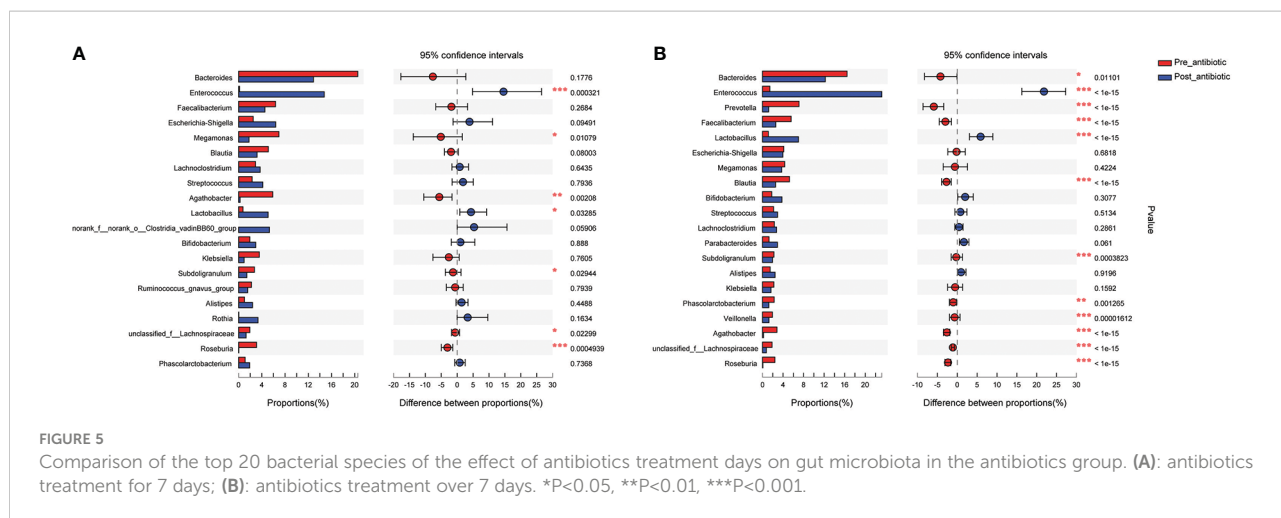 A
B
95% confidence intervals
95% confidence intervals
Pre_antibiotic
Post_antibiotic
Bacteroides 0.1776
Enterococcus *** 0.000321
Faecalibacterium 0.2684
Escherichia-Shigella 0.09491
Megamonas * 0.01079
Blautia 0.08003
Lachnoclostridium 0.6435
Streptococcus 0.7936
Agathobacter ** 0.00208
Lactobacillus * 0.03285
norank_f__norank_o__Clostridia_vadinBB60_group 0.05906
Bifidobacterium 0.888
Klebsiella 0.7605
Subdoligranulum * 0.02944
Ruminococcus_gnavus_group 0.7939
Alistipes 0.4488
Rothia 0.1634
unclassified_f__Lachnospiraceae * 0.02299
Roseburia *** 0.0004939
Phascolarctobacterium 0.7368
0 4 8 12 16 20
-20 -15 -10 -5 0 5 10 15 20 25 30
Proportions(%)
Difference between proportions(%)
Bacteroides * 0.01101
Enterococcus *** < 1e-15
Prevotella *** < 1e-15
Faecalibacterium *** < 1e-15
Lactobacillus *** < 1e-15
Escherichia-Shigella 0.6818
Megamonas 0.4224
Blautia *** < 1e-15
Bifidobacterium 0.3077
Streptococcus 0.5134
Lachnoclostridium 0.2861
Parabacteroides 0.061
Subdoligranulum *** 0.0003823
Alistipes 0.9196
Klebsiella 0.1592
Phascolarctobacterium ** 0.001265
Veillonella *** 0.00001612
Agathobacter *** < 1e-15
unclassified_f__Lachnospiraceae *** < 1e-15
Roseburia *** < 1e-15
Pvalue
0 4 8 12 16 20
-10 -5 0 5 10 15 20 25 30
Proportions(%)
Difference between proportions(%)
FIGURE 5
Comparison of the top 20 bacterial species of the effect of antibiotics treatment days on gut microbiota in the antibiotics group. (A): antibiotics
treatment for 7 days; (B): antibiotics treatment over 7 days. *P<0.05, **P<0.01, ***P<0.001.